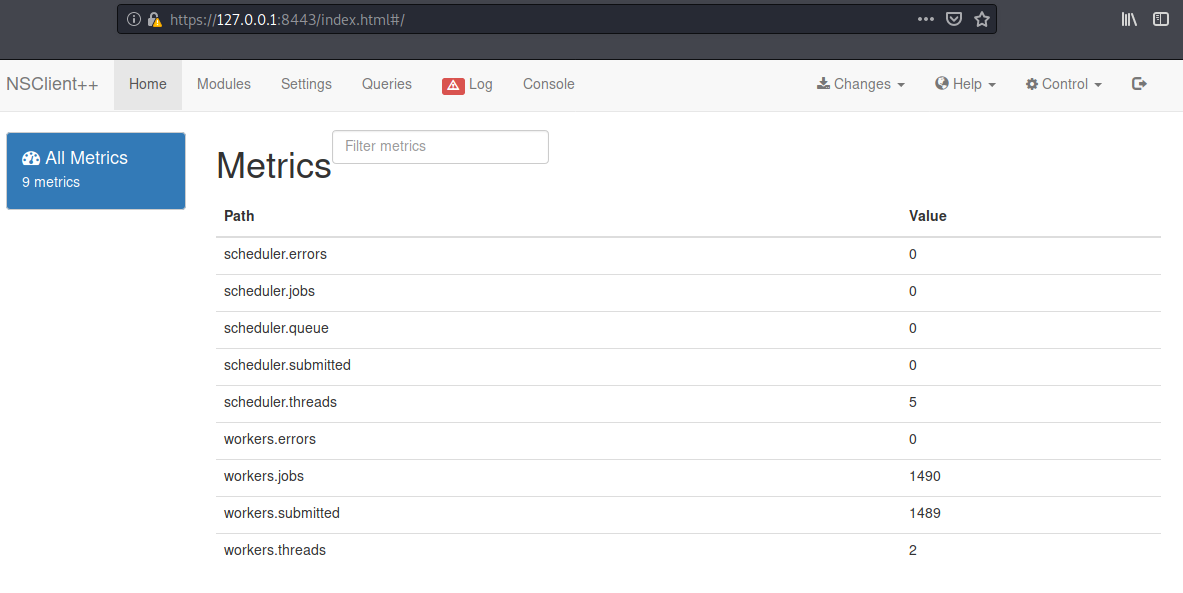 https://127.0.0.1:8443/index.html#/
NSClient++ Home Modules Settings Queries Log Console Changes Help Control
All Metrics
9 metrics
Metrics Filter metrics
Path Value
scheduler.errors 0
scheduler.jobs 0
scheduler.queue 0
scheduler.submitted 0
scheduler.threads 5
workers.errors 0
workers.jobs 1490
workers.submitted 1489
workers.threads 2